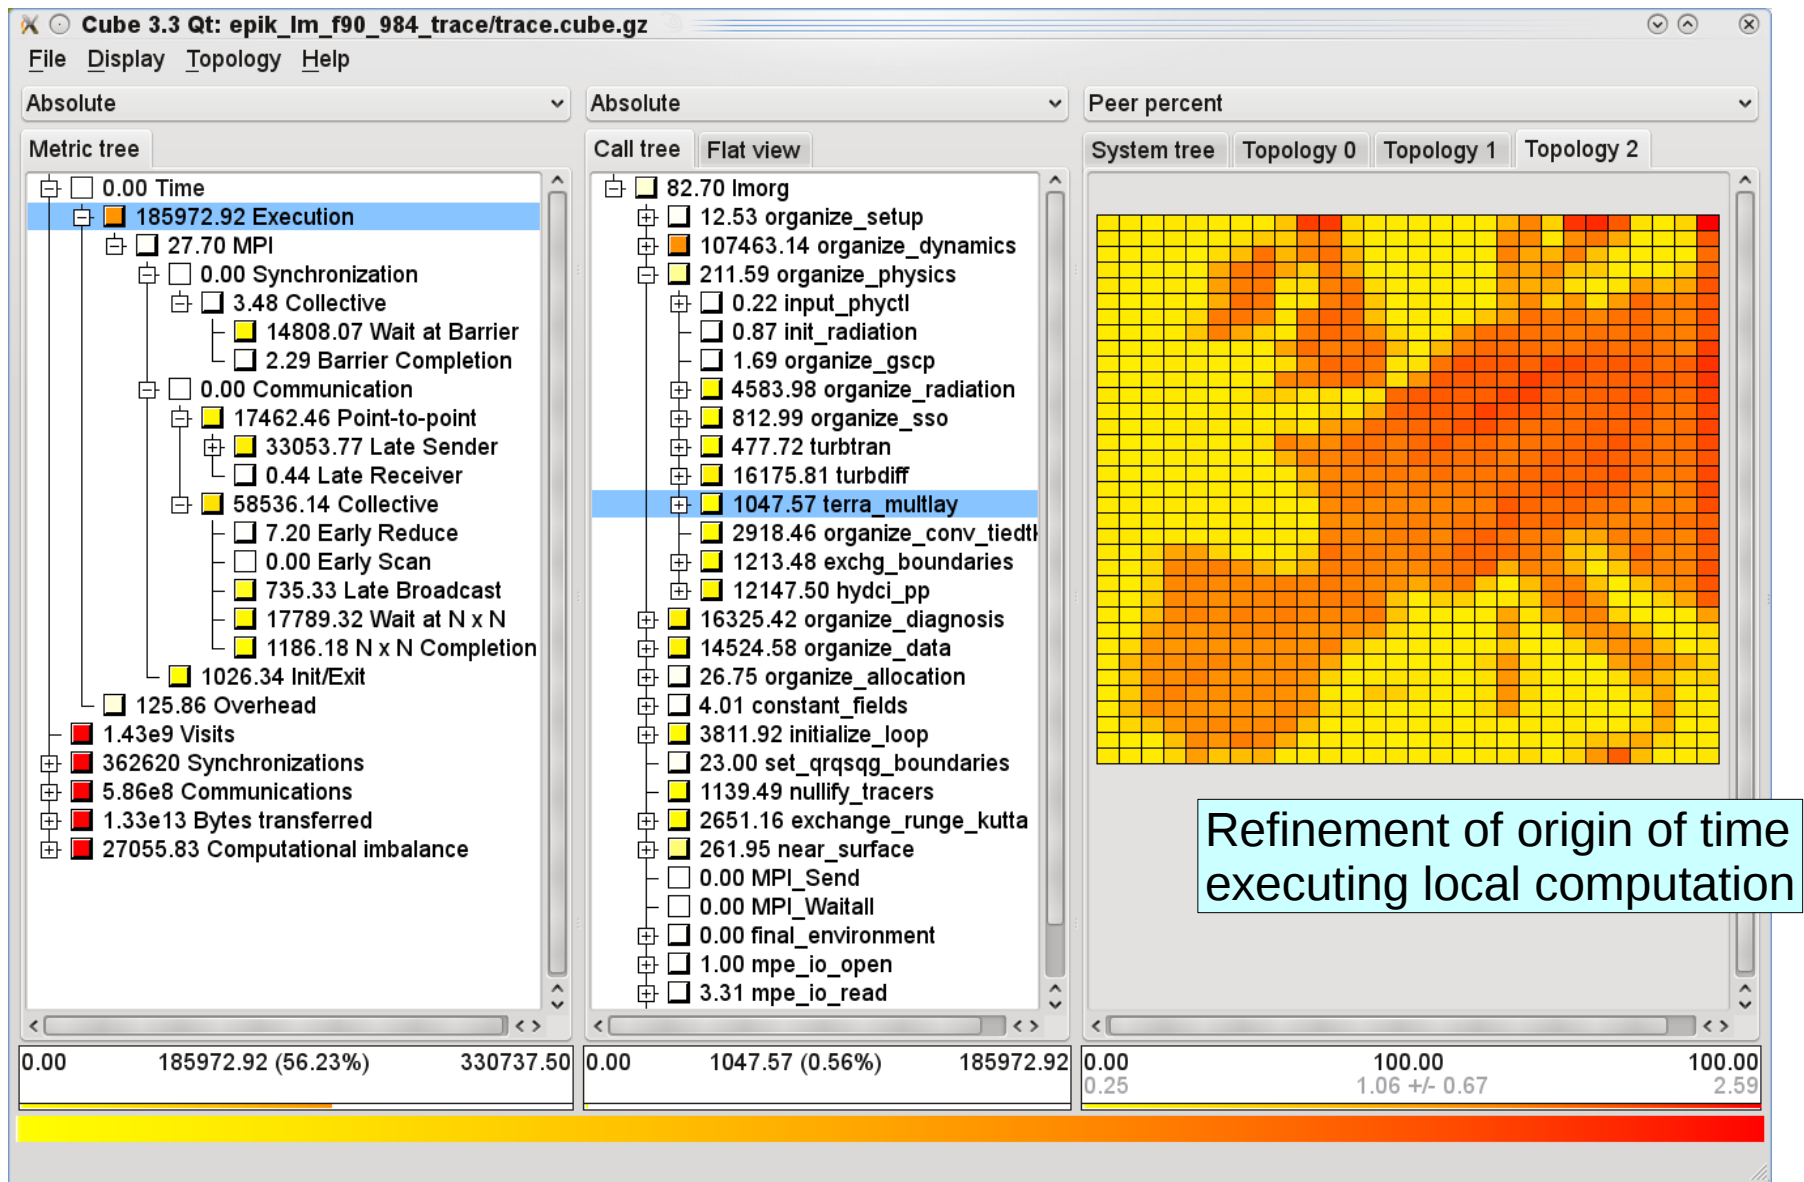 Cube 3.3 Qt: epik_lm_f90_984_trace/trace.cube.gz
File Display Topology Help
Absolute
Absolute
Peer percent
Metric tree
0.00 Time
185972.92 Execution
27.70 MPI
0.00 Synchronization
3.48 Collective
14808.07 Wait at Barrier
2.29 Barrier Completion
0.00 Communication
17462.46 Point-to-point
33053.77 Late Sender
0.44 Late Receiver
58536.14 Collective
7.20 Early Reduce
0.00 Early Scan
735.33 Late Broadcast
17789.32 Wait at N x N
1186.18 N x N Completion
1026.34 Init/Exit
125.86 Overhead
1.43e9 Visits
362620 Synchronizations
5.86e8 Communications
1.33e13 Bytes transferred
27055.83 Computational imbalance
0.00 185972.92 (56.23%) 330737.50
Call tree Flat view
82.70 lmorg
12.53 organize_setup
107463.14 organize_dynamics
211.59 organize_physics
0.22 input_phyctl
0.87 init_radiation
1.69 organize_gscp
4583.98 organize_radiation
812.99 organize_sso
477.72 turbtran
16175.81 turbdiff
1047.57 terra_multlay
2918.46 organize_conv_tiedt
1213.48 exchg_boundaries
12147.50 hydci_pp
16325.42 organize_diagnosis
14524.58 organize_data
26.75 organize_allocation
4.01 constant_fields
3811.92 initialize_loop
23.00 set_qrqsqg_boundaries
1139.49 nullify_tracers
2651.16 exchange_runge_kutta
261.95 near_surface
0.00 MPI_Send
0.00 MPI_Waitall
0.00 final_environment
1.00 mpe_io_open
3.31 mpe_io_read
0.00 1047.57 (0.56%) 185972.92
System tree Topology 0 Topology 1 Topology 2
Refinement of origin of time
executing local computation
0.00 100.00 100.00
0.25 1.06 +/- 0.67 2.59